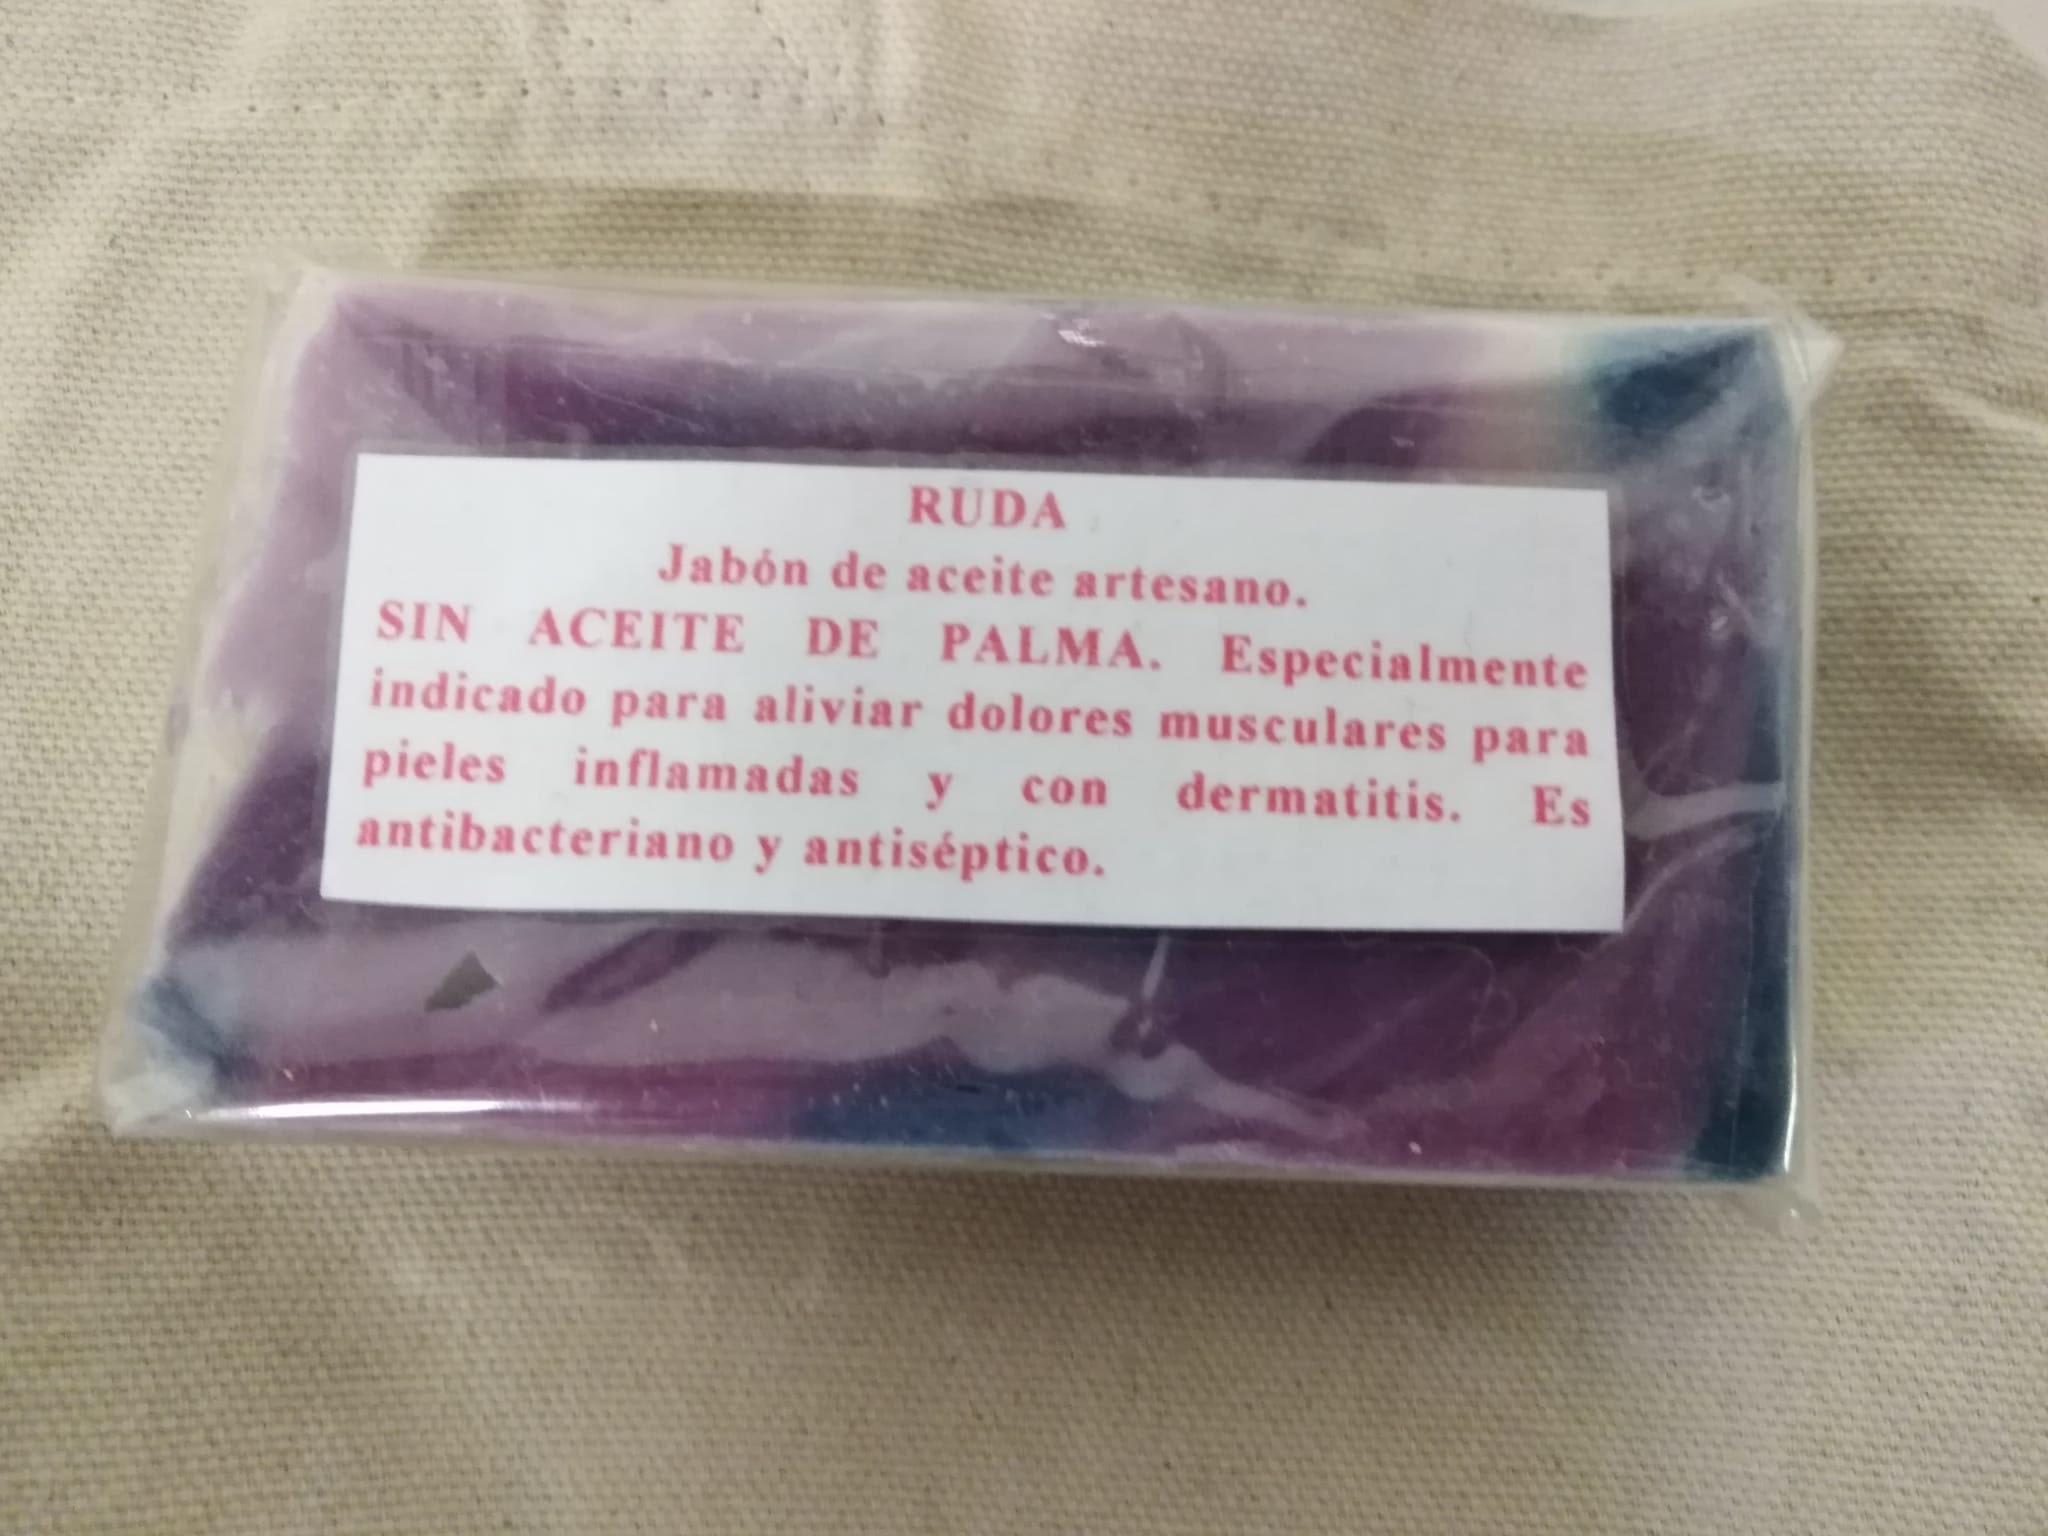 RUDA
Jabón de aceite artesano.
SIN ACEITE DE PALMA. Especialmente
indicado para aliviar dolores musculares para
pieles inflamadas y con dermatitis. Es
antibacteriano y antiséptico.